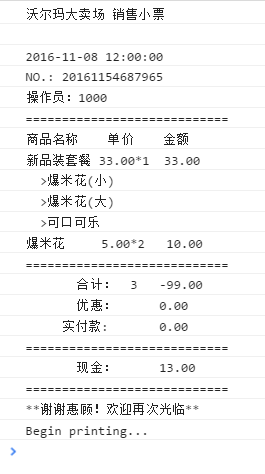 沃尔玛大卖场 销售小票
2016-11-08 12:00:00
NO.: 20161154687965
操作员: 1000
===========================
商品名称 单价 金额
新品装套餐 33.00*1 33.00
>爆米花(小)
>爆米花(大)
>可口可乐
爆米花 5.00*2 10.00
===========================
合计: 3 -99.00
优惠: 0.00
实付款: 0.00
===========================
现金: 13.00
===========================
**谢谢惠顾! 欢迎再次光临**
Begin printing...